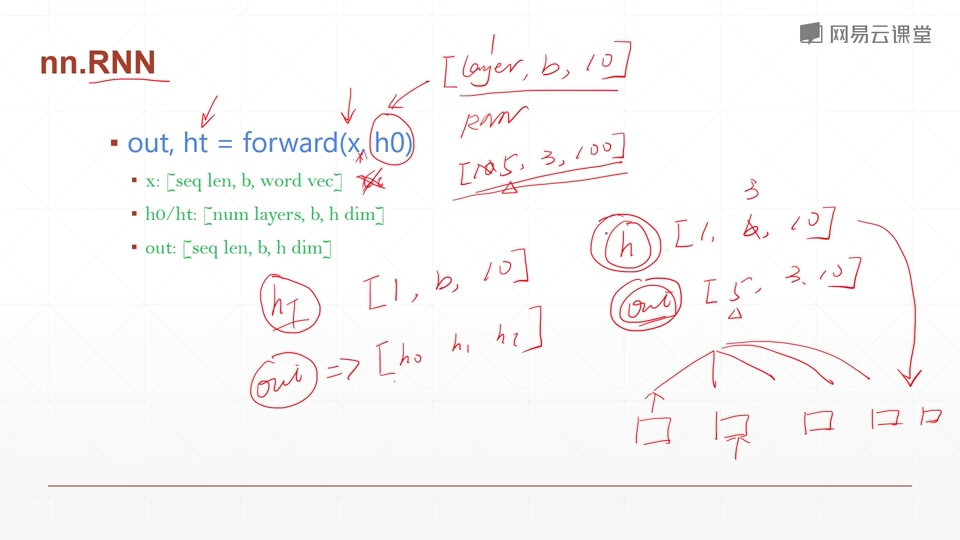 网易云课堂
nn.RNN
[layer, b, 10]
1
RNN
out, ht = forward(x, h0)
x: [seq len, b, word vec]
[5, 3, 100]
h0/ht: [num layers, b, h dim]
out: [seq len, b, h dim]
3
h [1, b, 10]
out [5, 3, 10]
[1, b, 10]
out => [h0 h1 h2]